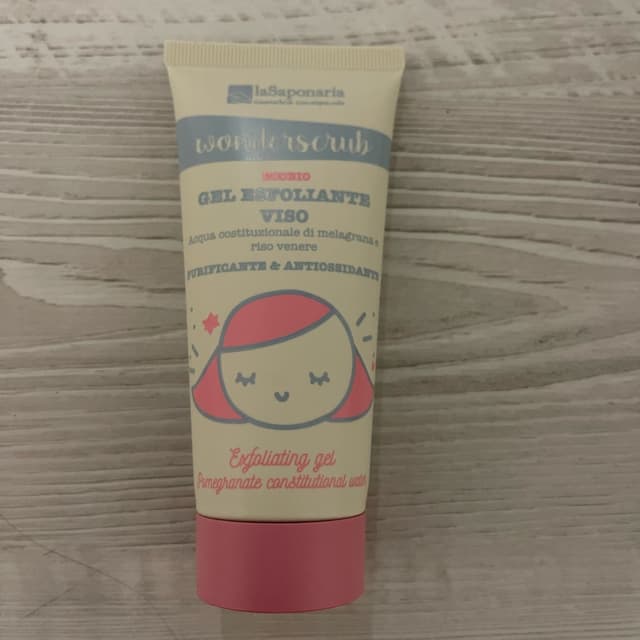 laSaponaria
wonderscrub
GEL ESFOLIANTE
VISO
Acqua costituzionale di melagrana e
riso venere
PURIFICANTE & ANTIOSSIDANTE
Exfoliating gel
Pomegranate constitutional water